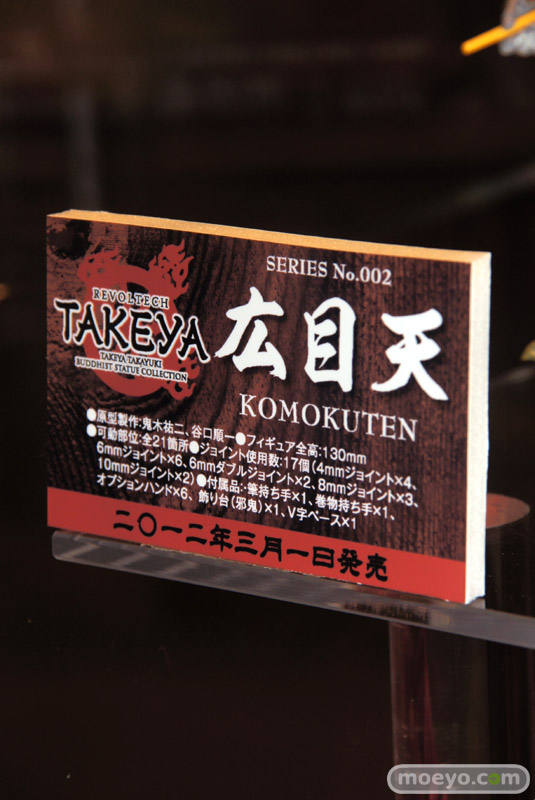 SERIES No.002
REVOLTECH
TAKEYA
TAKEYA TAKAYUKI
BUDDHIST STATUE COLLECTION
広目天
KOMOKUTEN
●原型製作:鬼木祐二、谷口順一●フィギュア全高:130mm
●可動部位:全21箇所●ジョイント使用数:17個(4mmジョイント×4、
6mmジョイント×6、6mmダブルジョイント×2、8mmジョイント×3、
10mmジョイント×2)●付属品:・筆持ち手×1、巻物持ち手×1、
オプションハンド×6、飾り台(邪鬼)×1、V字ベース×1
二〇一二年三月一日発売
moeyo.com